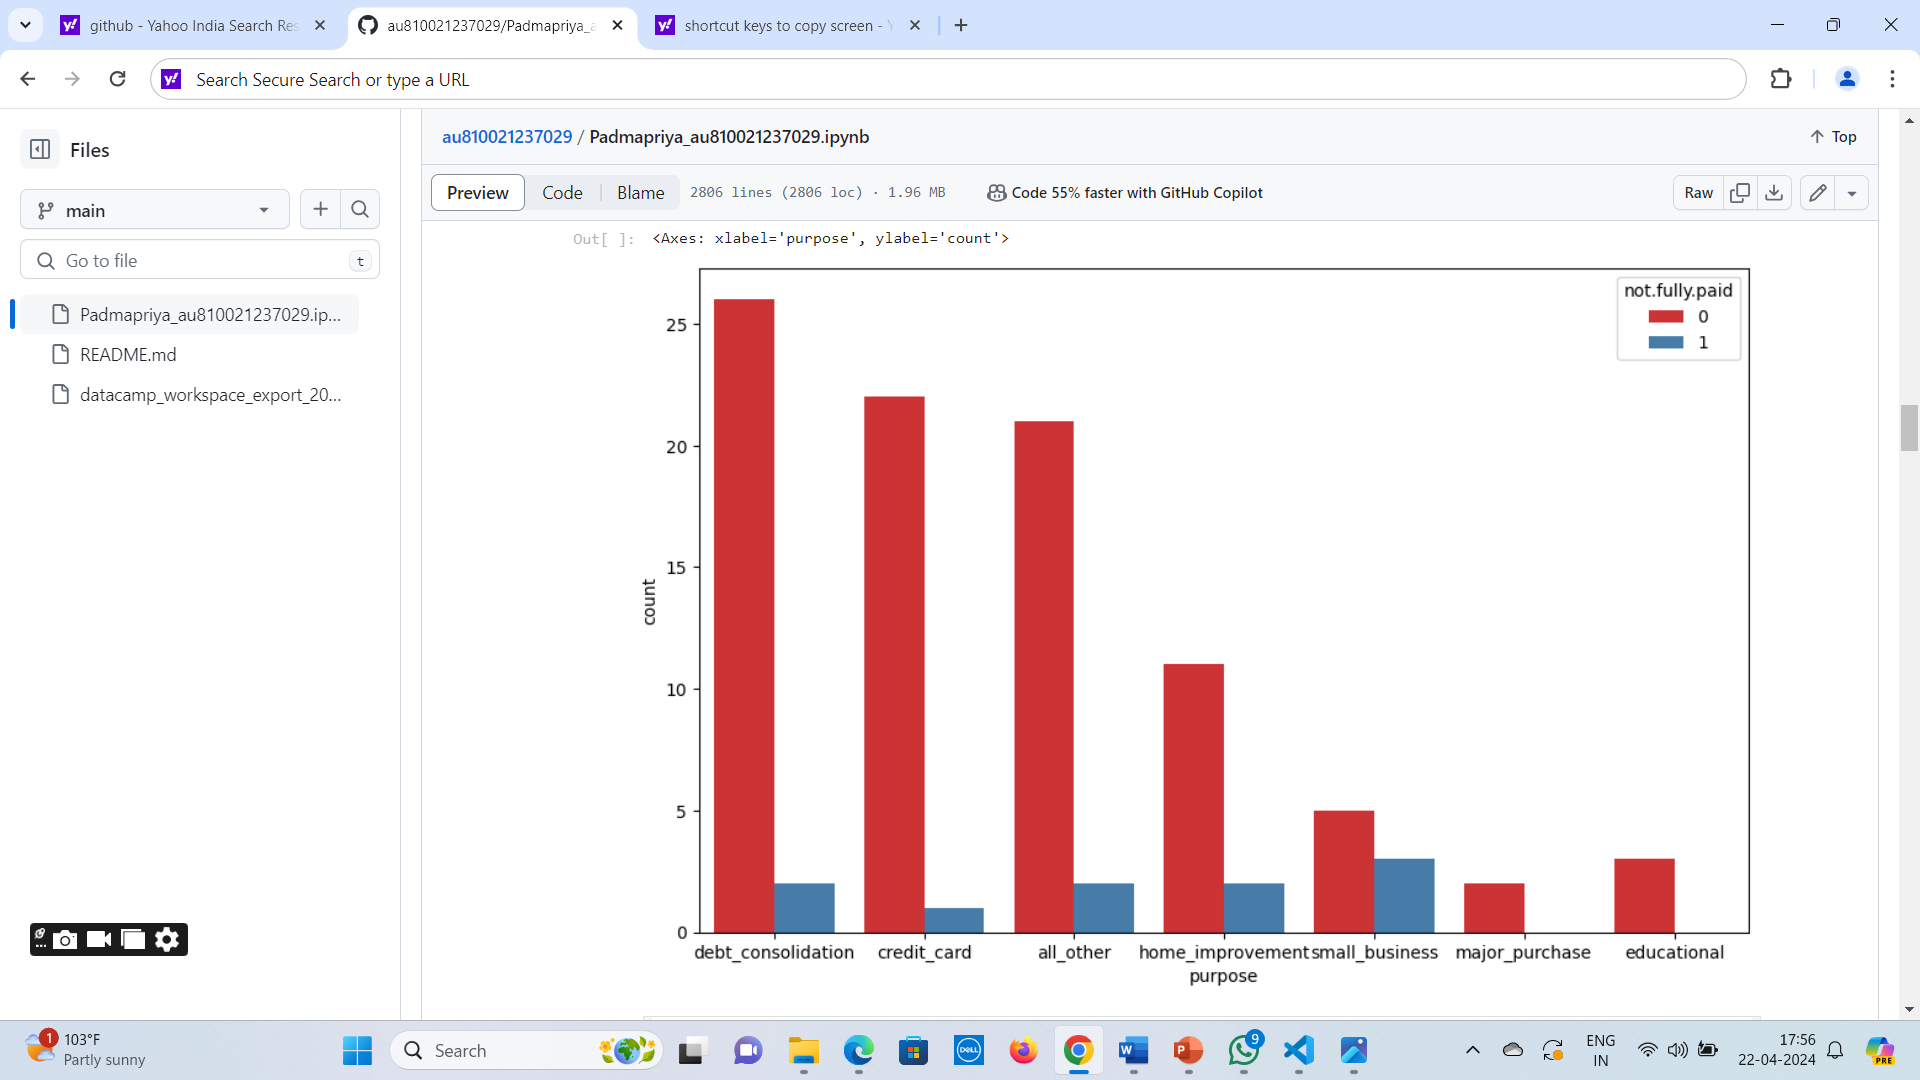 github - Yahoo India Search Res
au810021237029/Padmapriya_a
shortcut keys to copy screen - Y
Search Secure Search or type a URL
Files
au810021237029 / Padmapriya_au810021237029.ipynb
Top
main
Preview Code Blame 2806 lines (2806 loc) · 1.96 MB Code 55% faster with GitHub Copilot Raw
Go to file t
Padmapriya_au810021237029.ip...
README.md
datacamp_workspace_export_20...
Out[ ]: <Axes: xlabel='purpose', ylabel='count'>
not.fully.paid
0
1
25
20
15
10
5
0
count
debt_consolidation credit_card all_other home_improvement small_business major_purchase educational
purpose
1
103°F
Partly sunny
Search
DELL
W
P
9
ENG
IN
17:56
22-04-2024
PRE